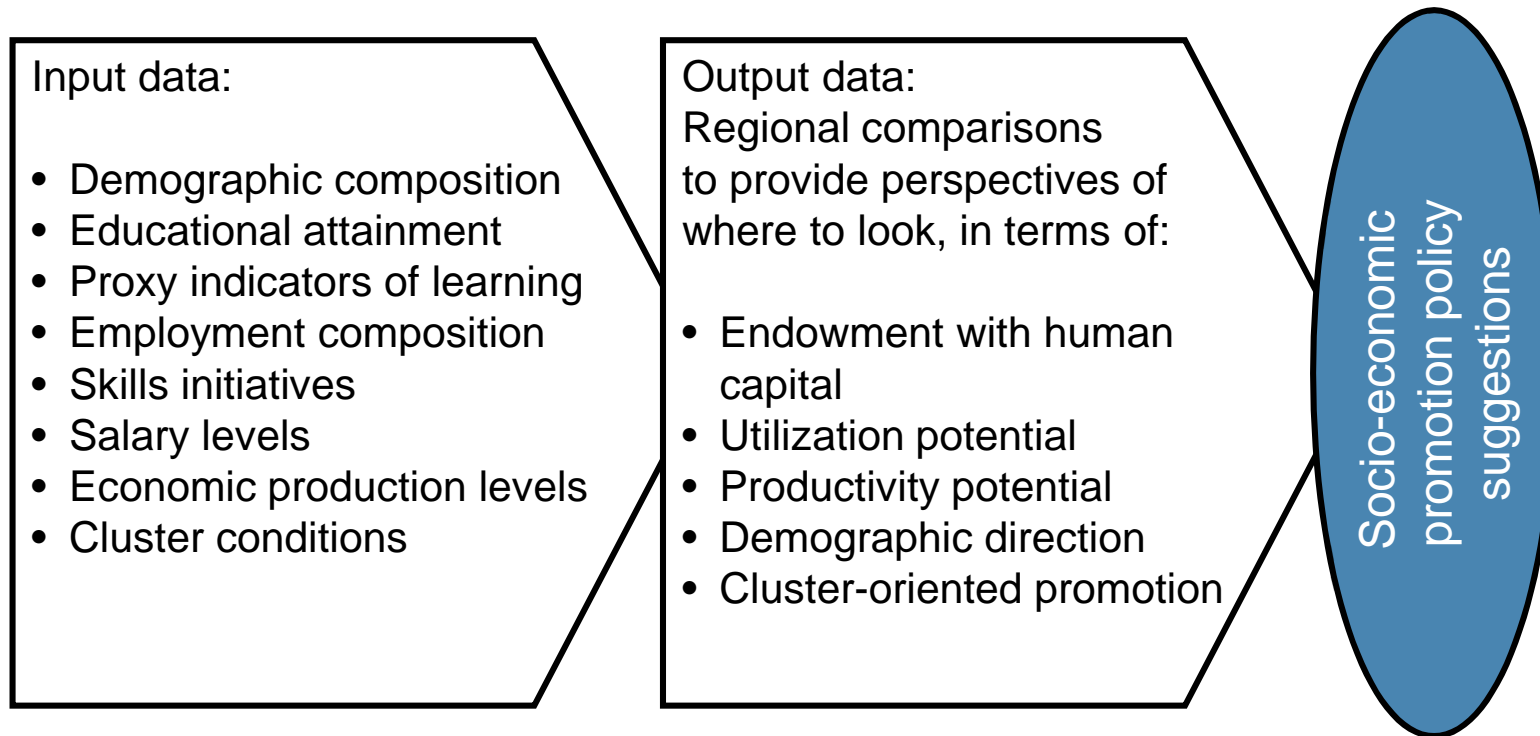 Input data:
• Demographic composition
• Educational attainment
• Proxy indicators of learning
• Employment composition
• Skills initiatives
• Salary levels
• Economic production levels
• Cluster conditions
Output data:
Regional comparisons
to provide perspectives of
where to look, in terms of:
• Endowment with human
capital
• Utilization potential
• Productivity potential
• Demographic direction
• Cluster-oriented promotion
Socio-economic
promotion policy
suggestions